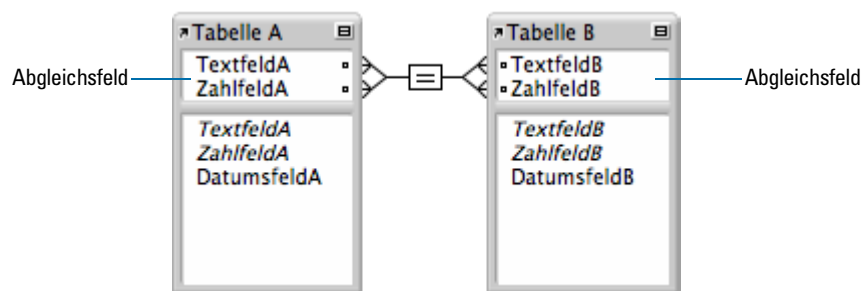 Tabelle A
TextfeldA
ZahlfeldA
TextfeldA
ZahlfeldA
DatumsfeldA
Abgleichsfeld
Tabelle B
TextfeldB
ZahlfeldB
TextfeldB
ZahlfeldB
DatumsfeldB
Abgleichsfeld